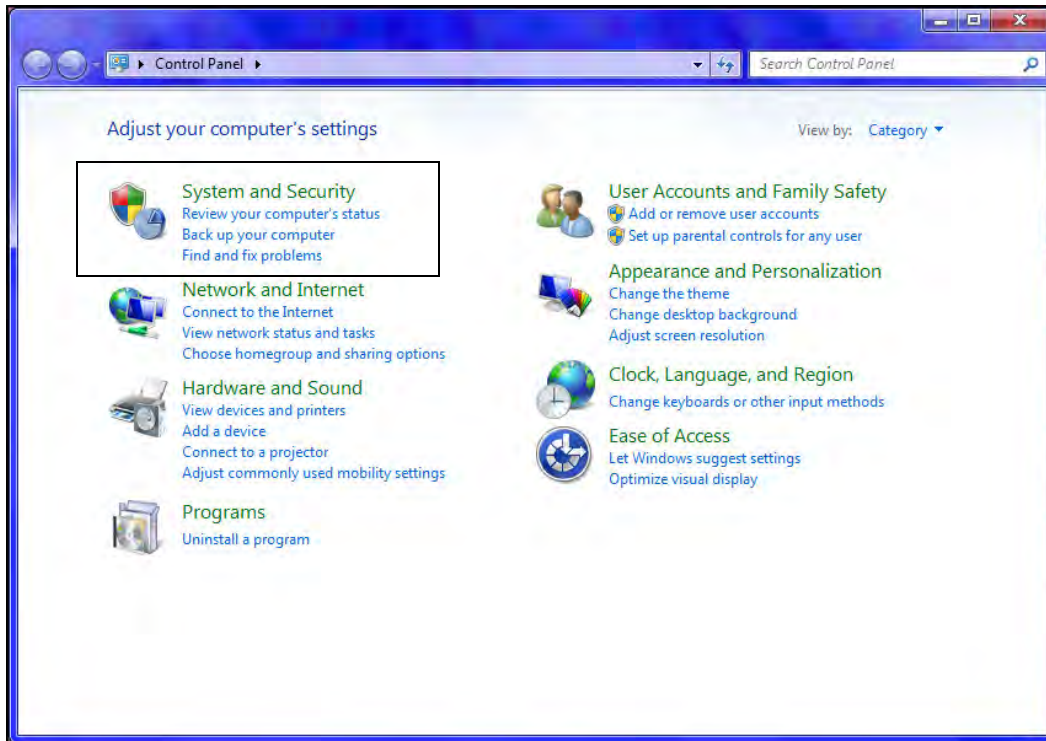 Control Panel
Search Control Panel
Adjust your computer's settings
View by: Category
System and Security
Review your computer's status
Back up your computer
Find and fix problems
Network and Internet
Connect to the Internet
View network status and tasks
Choose homegroup and sharing options
Hardware and Sound
View devices and printers
Add a device
Connect to a projector
Adjust commonly used mobility settings
Programs
Uninstall a program
User Accounts and Family Safety
Add or remove user accounts
Set up parental controls for any user
Appearance and Personalization
Change the theme
Change desktop background
Adjust screen resolution
Clock, Language, and Region
Change keyboards or other input methods
Ease of Access
Let Windows suggest settings
Optimize visual display